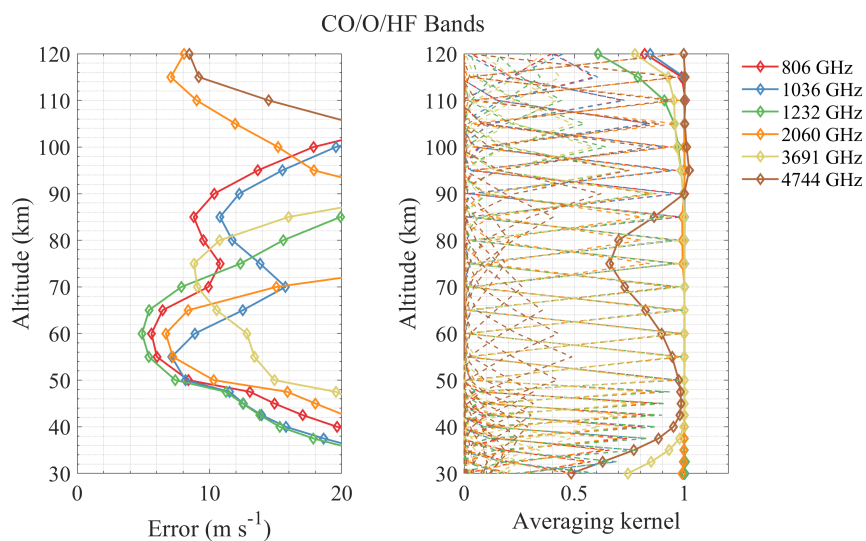 CO/O/HF Bands
120
110
100
90
80
70
60
50
40
30
Altitude (km)
0
10
20
Error (m s⁻¹)
120
110
100
90
80
70
60
50
40
30
Altitude (km)
0
0.5
1
Averaging kernel
806 GHz
1036 GHz
1232 GHz
2060 GHz
3691 GHz
4744 GHz